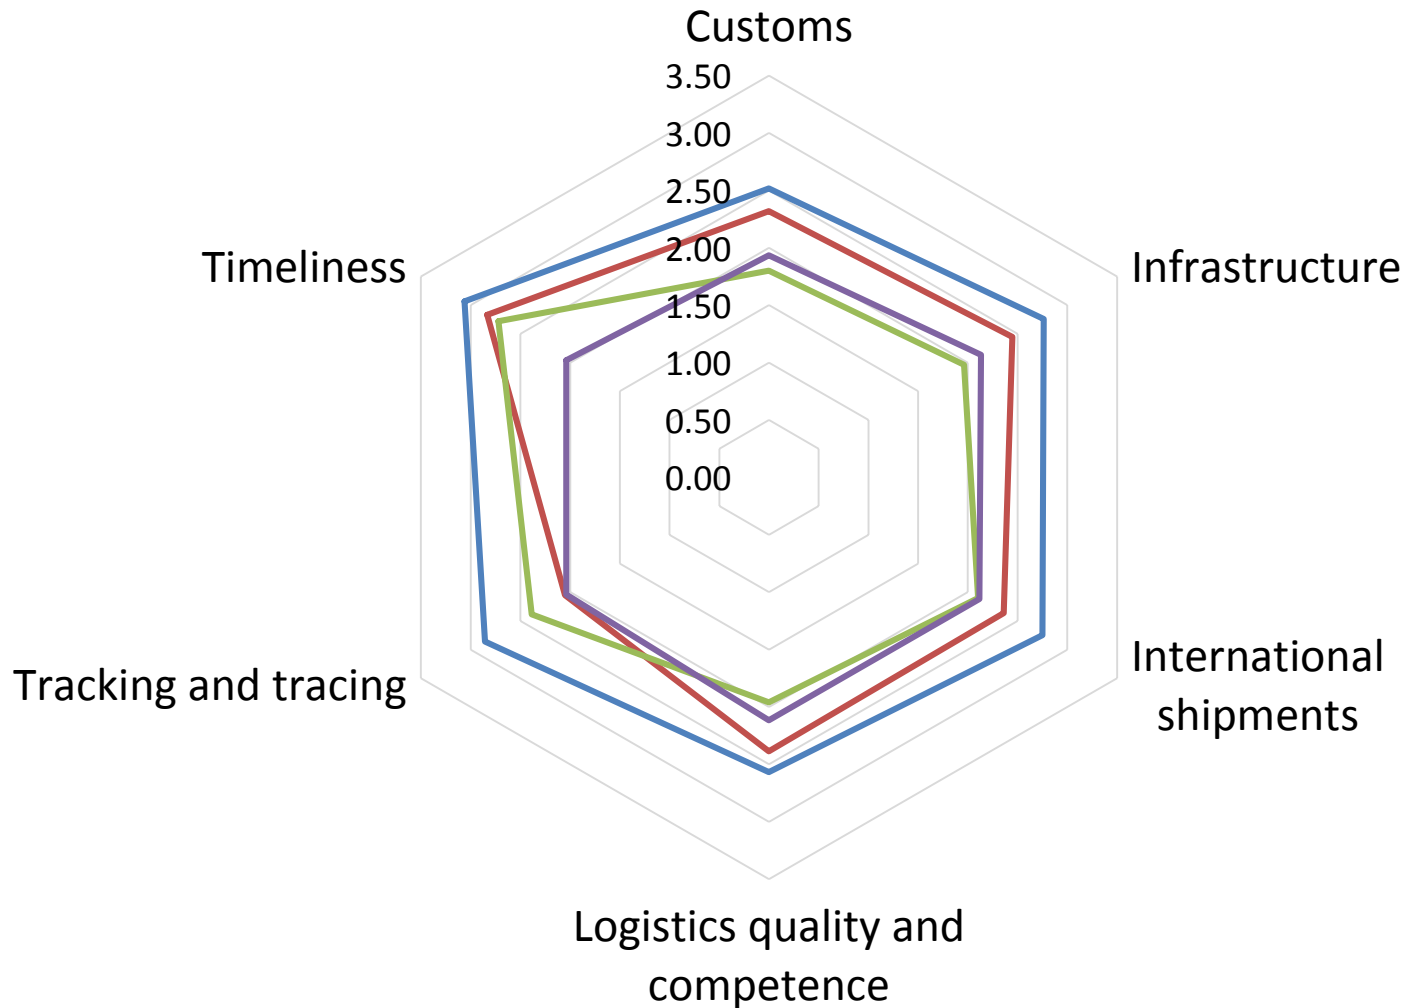 Customs
3.50
3.00
2.50
2.00
1.50
1.00
0.50
0.00
Infrastructure
International
shipments
Logistics quality and
competence
Tracking and tracing
Timeliness